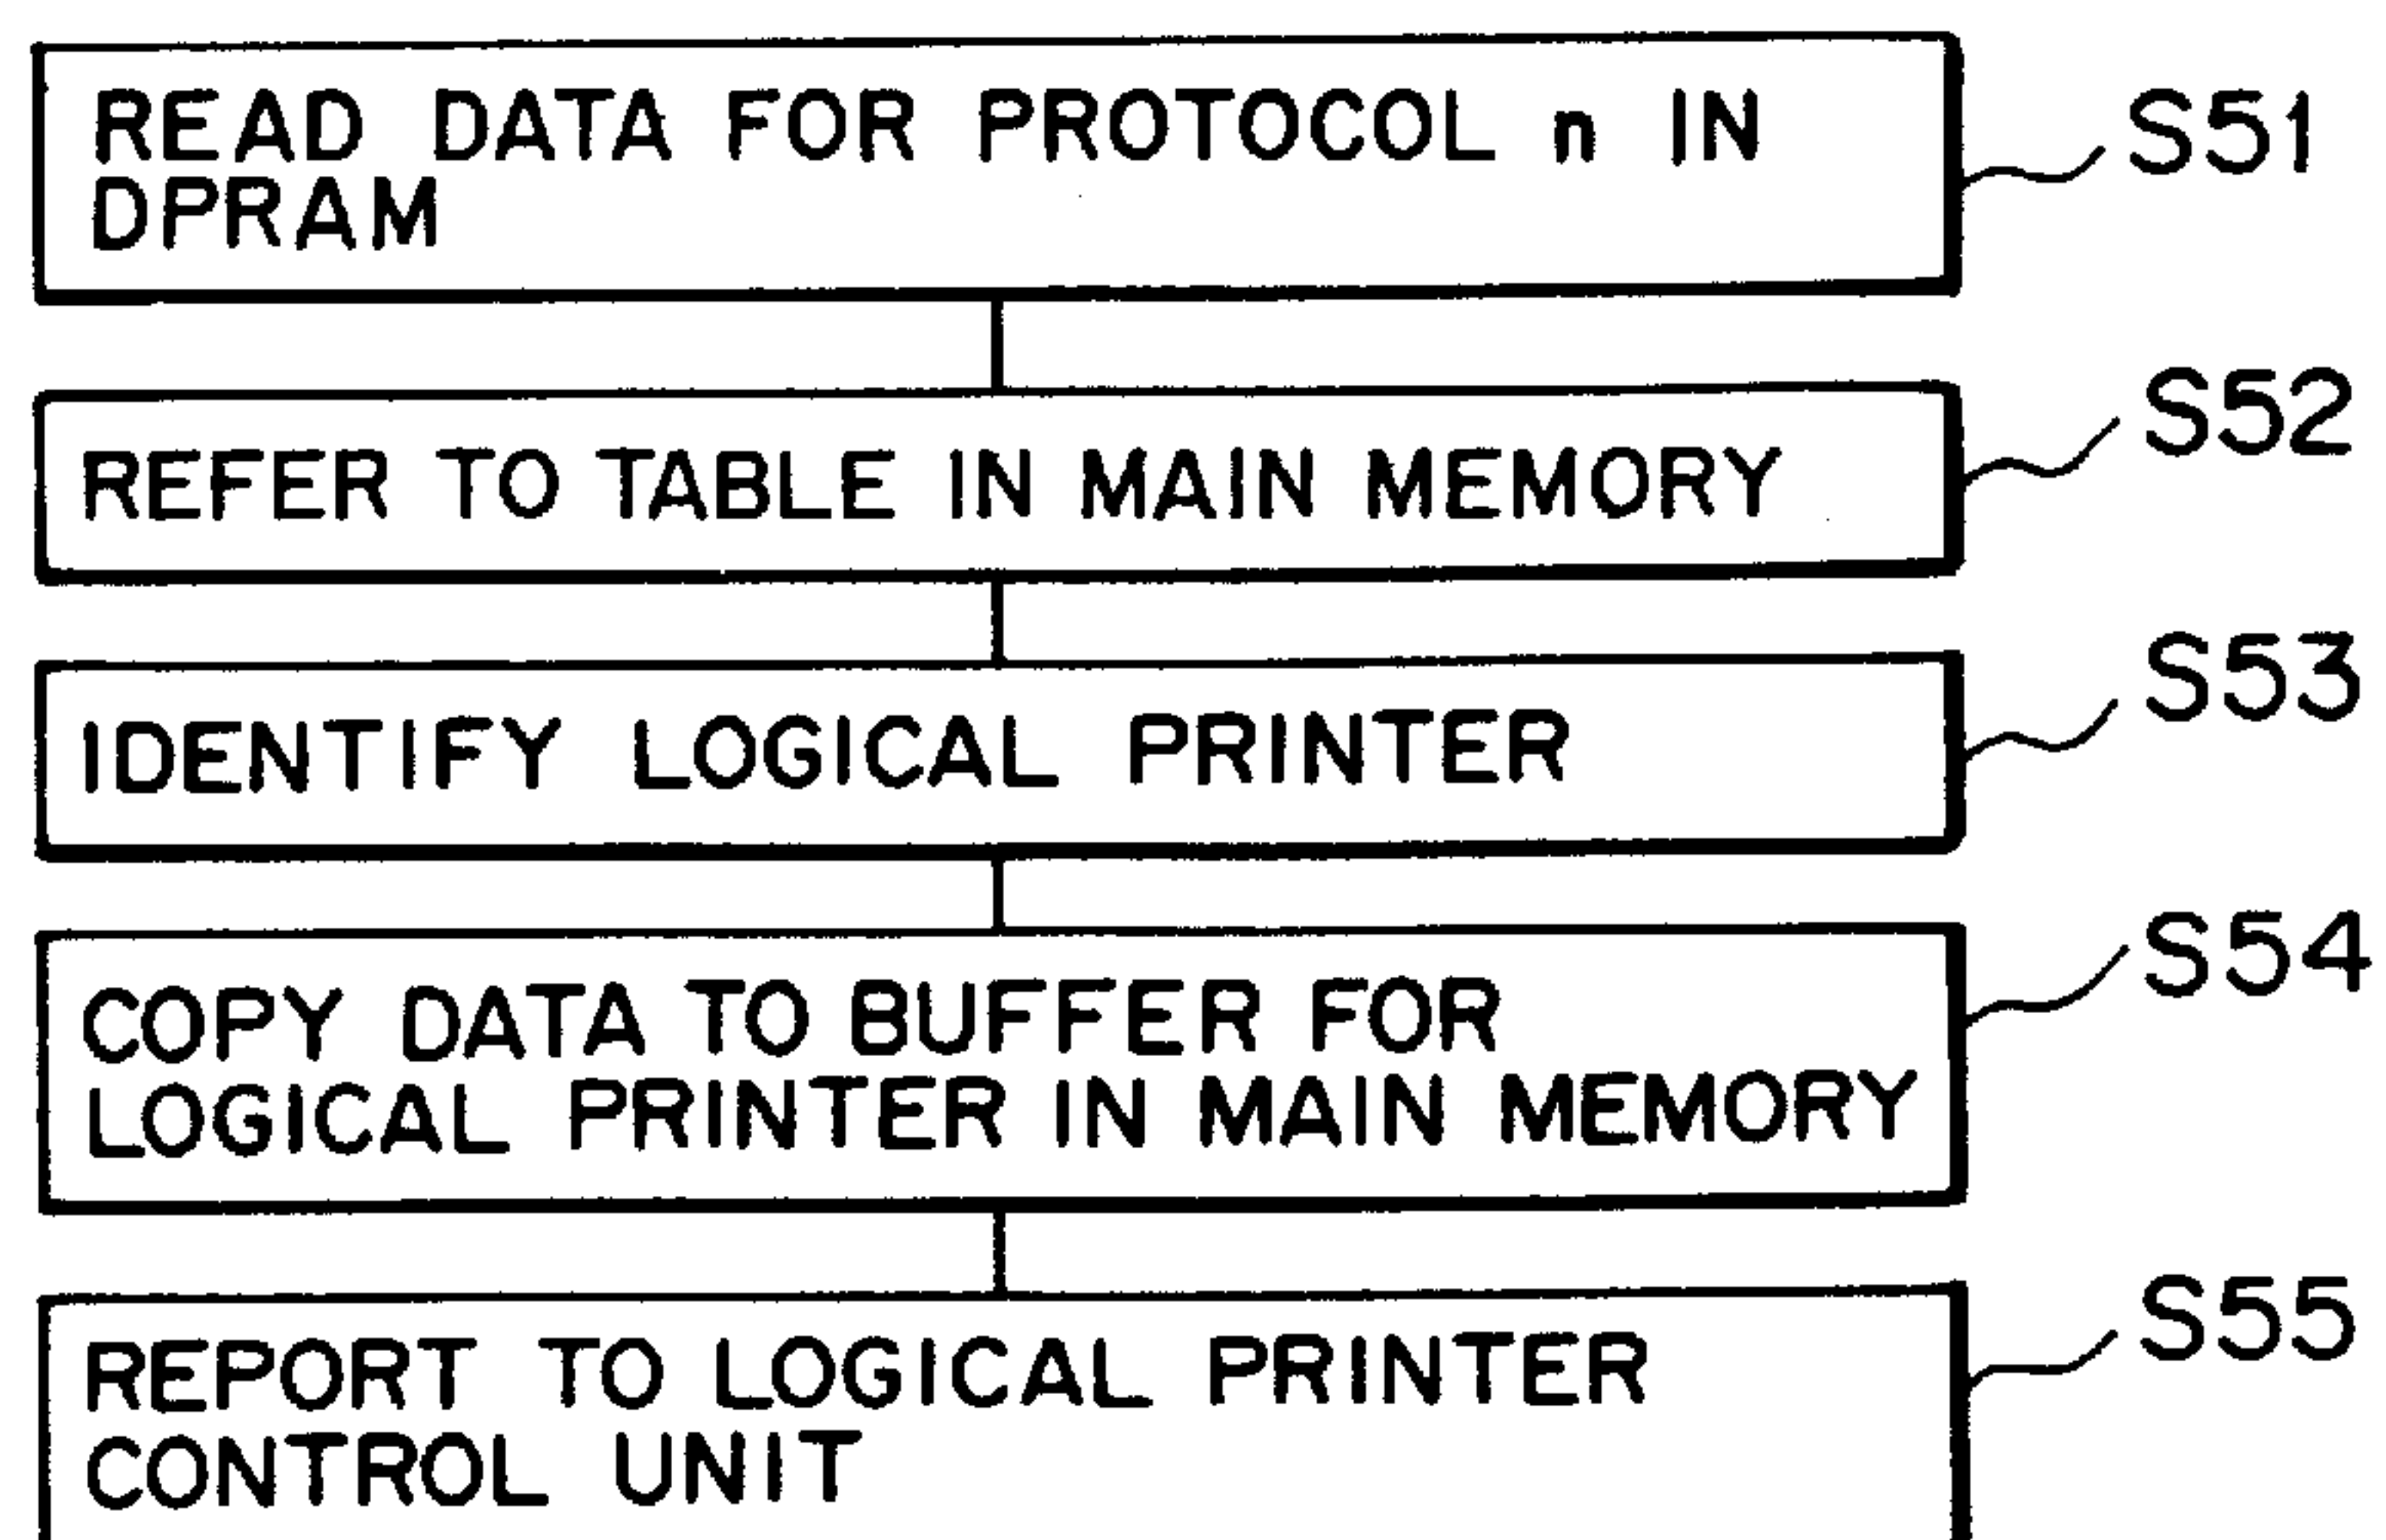 READ DATA FOR PROTOCOL n IN
DPRAM
S51
REFER TO TABLE IN MAIN MEMORY
S52
IDENTIFY LOGICAL PRINTER
S53
COPY DATA TO BUFFER FOR
LOGICAL PRINTER IN MAIN MEMORY
S54
REPORT TO LOGICAL PRINTER
CONTROL UNIT
S55